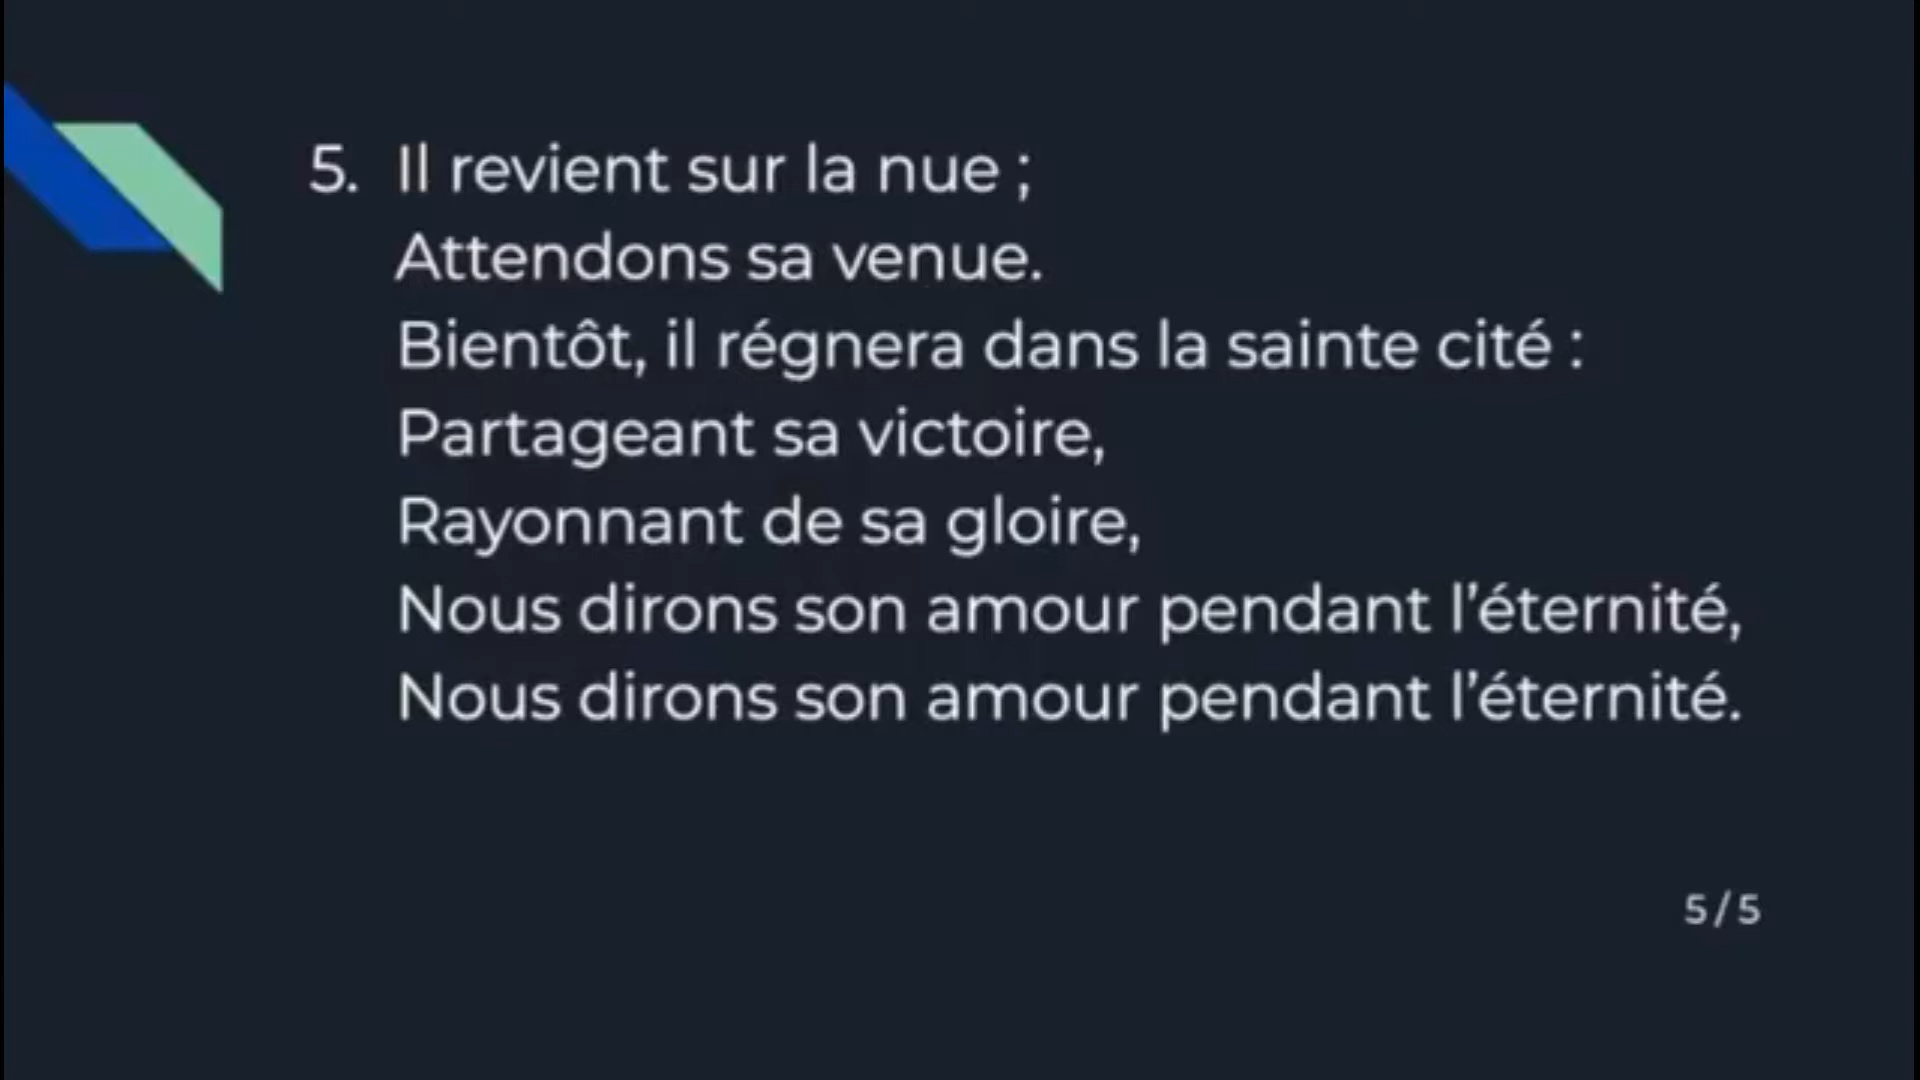 5. Il revient sur la nue ;
Attendons sa venue.
Bientôt, il régnera dans la sainte cité :
Partageant sa victoire,
Rayonnant de sa gloire,
Nous dirons son amour pendant l’éternité,
Nous dirons son amour pendant l’éternité.
5 / 5